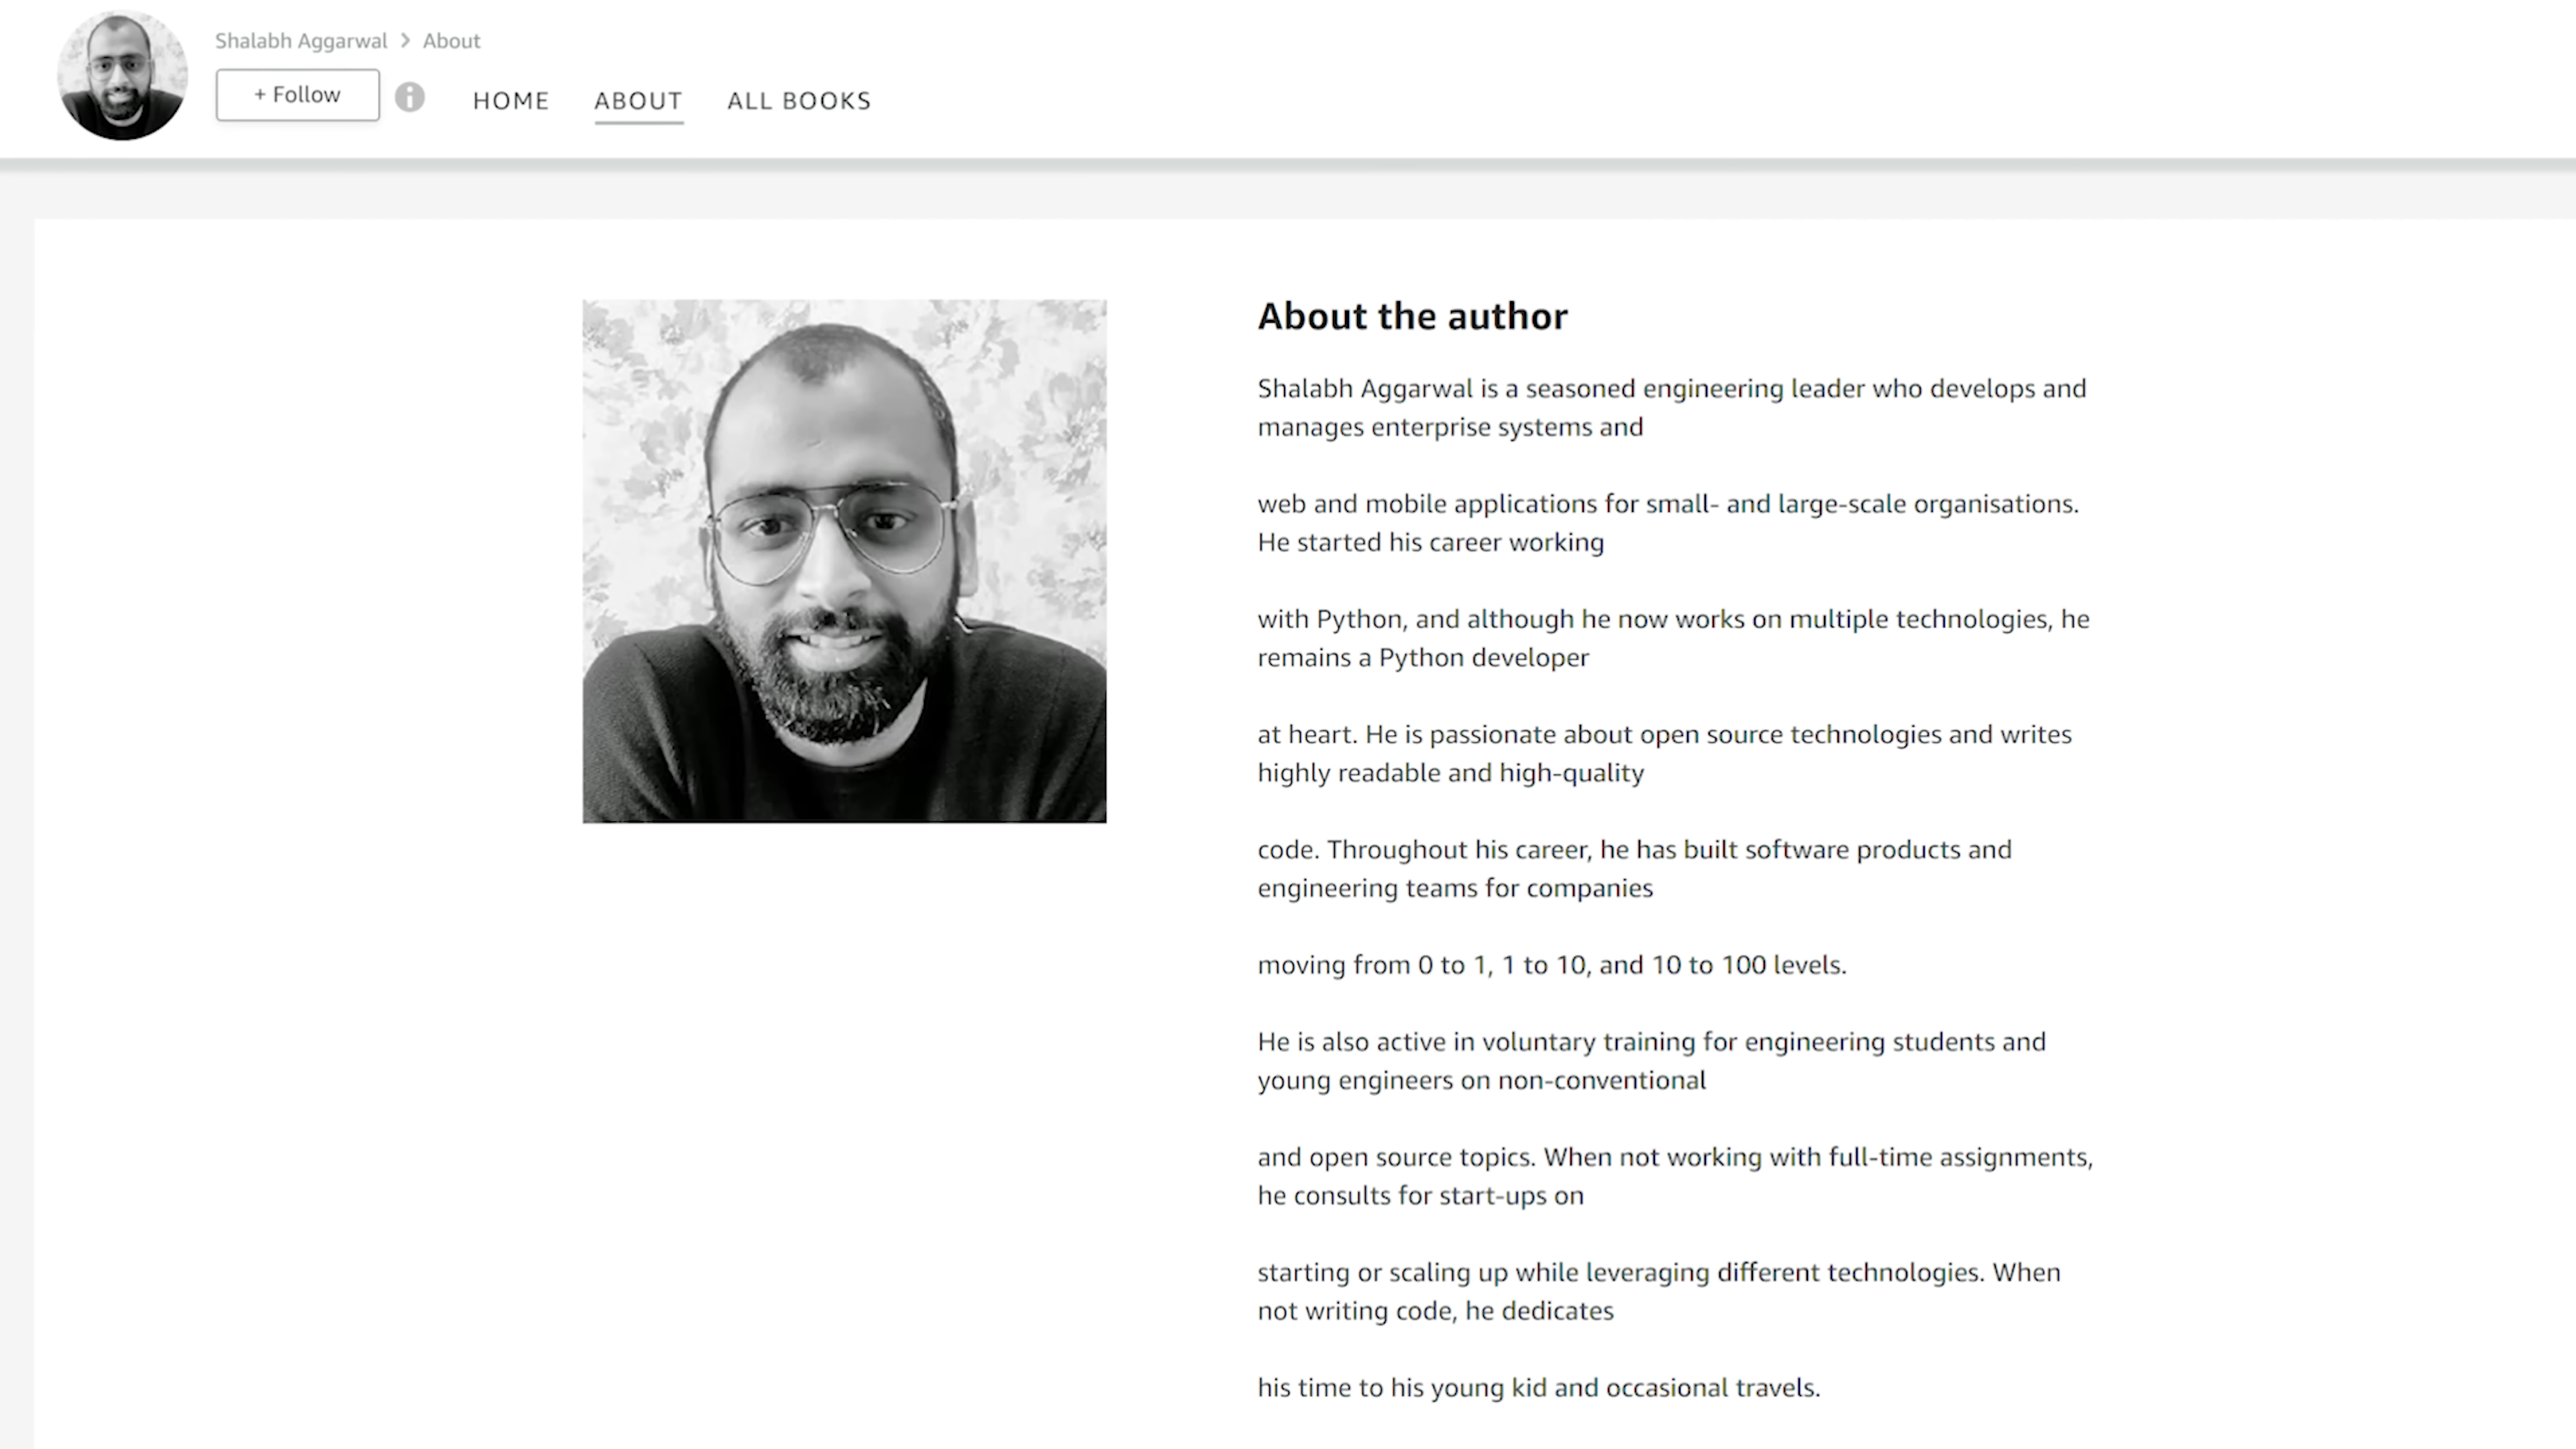 Shalabh Aggarwal > About
+ Follow
HOME ABOUT ALL BOOKS
About the author
Shalabh Aggarwal is a seasoned engineering leader who develops and
manages enterprise systems and
web and mobile applications for small- and large-scale organisations.
He started his career working
with Python, and although he now works on multiple technologies, he
remains a Python developer
at heart. He is passionate about open source technologies and writes
highly readable and high-quality
code. Throughout his career, he has built software products and
engineering teams for companies
moving from 0 to 1, 1 to 10, and 10 to 100 levels.
He is also active in voluntary training for engineering students and
young engineers on non-conventional
and open source topics. When not working with full-time assignments,
he consults for start-ups on
starting or scaling up while leveraging different technologies. When
not writing code, he dedicates
his time to his young kid and occasional travels.